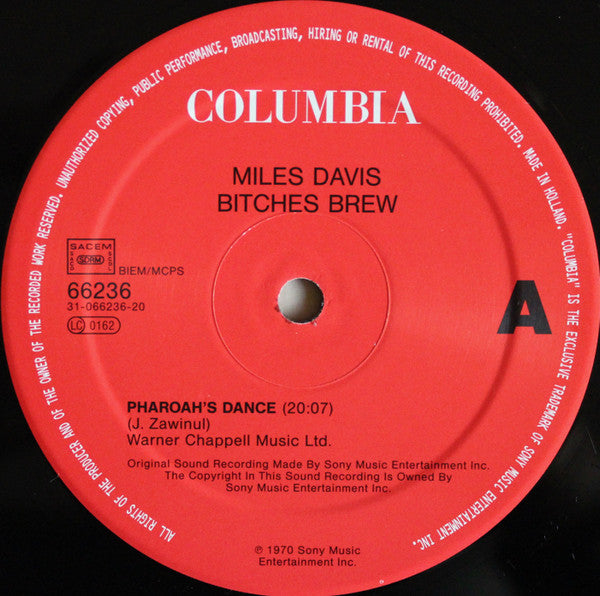 ALL RIGHTS OF THE PRODUCER AND OF THE OWNER OF THE RECORDED WORK RESERVED. UNAUTHORIZED COPYING, PUBLIC PERFORMANCE, BROADCASTING, HIRING OR RENTAL OF THIS RECORDING PROHIBITED. MADE IN HOLLAND. "COLUMBIA" IS THE EXCLUSIVE TRADEMARK OF SONY MUSIC ENTERTAINMENT INC.
COLUMBIA
MILES DAVIS
BITCHES BREW
SACEM
SDRM
BIEM/MCPS
66236
31-066236-20
LC 0162
A
PHAROAH'S DANCE (20:07)
(J. Zawinul)
Warner Chappell Music Ltd.
Original Sound Recording Made By Sony Music Entertainment Inc.
The Copyright In This Sound Recording Is Owned By
Sony Music Entertainment Inc.
℗ 1970 Sony Music
Entertainment Inc.